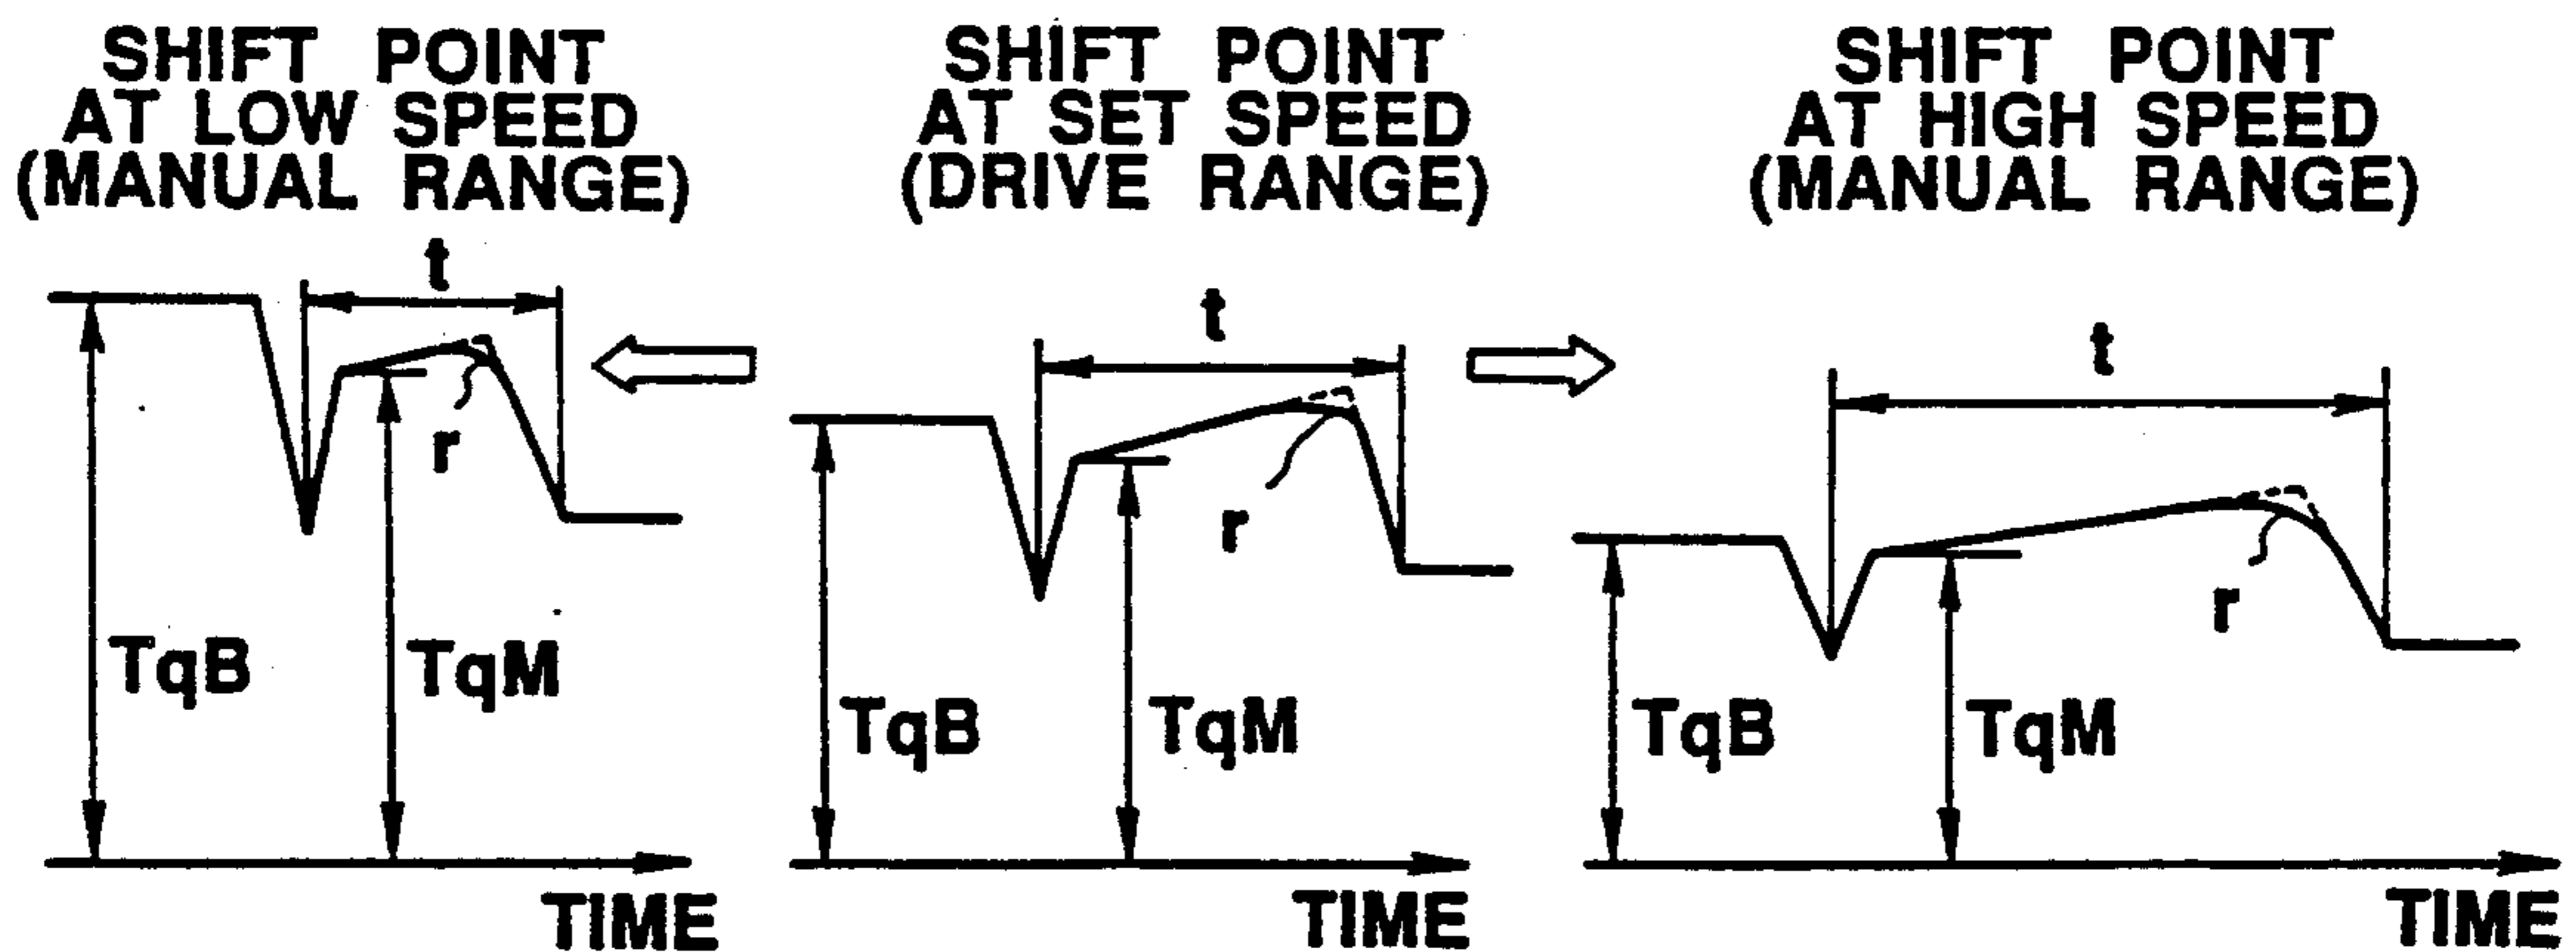 SHIFT POINT
AT LOW SPEED
(MANUAL RANGE)
t
r
TqB
TqM
TIME
SHIFT POINT
AT SET SPEED
(DRIVE RANGE)
t
r
TqB
TqM
TIME
SHIFT POINT
AT HIGH SPEED
(MANUAL RANGE)
t
r
TqB
TqM
TIME